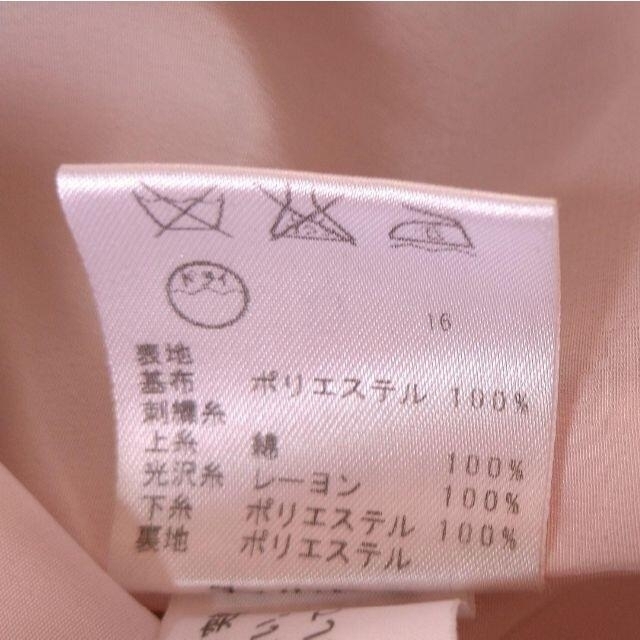 ドライ
16
表地
基布 ポリエステル 100%
刺繍糸
上糸 綿 100%
光沢糸 レーヨン 100%
下糸 ポリエステル 100%
裏地 ポリエステル